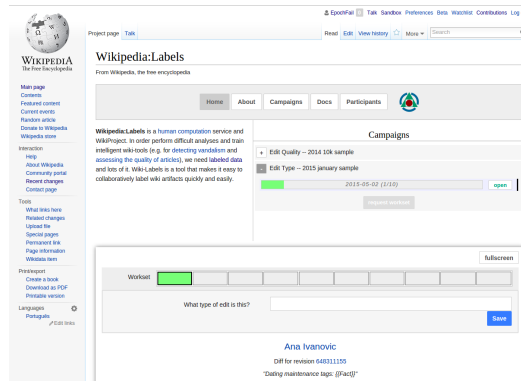 EpochFail Talk Sandbox Preferences Beta Watchlist Contributions Log
Project page Talk
Read Edit View history More Search
WIKIPEDIA
The Free Encyclopedia
Main page
Contents
Featured content
Current events
Random article
Donate to Wikipedia
Wikipedia store
Interaction
Help
About Wikipedia
Community portal
Recent changes
Contact page
Tools
What links here
Related changes
Upload file
Special pages
Permanent link
Page information
Wikidata item
Print/export
Create a book
Download as PDF
Printable version
Languages
Português
Edit links
Wikipedia:Labels
From Wikipedia, the free encyclopedia
Home About Campaigns Docs Participants
Wikipedia:Labels is a human computation service and
WikiProject. In order perform difficult analyses and train
intelligent wiki-tools (e.g. for detecting vandalism and
assessing the quality of articles), we need labeled data
and lots of it. Wiki-Labels is a tool that makes it easy to
collaboratively label wiki artifacts quickly and easily.
Campaigns
+ Edit Quality -- 2014 10k sample
- Edit Type -- 2015 january sample
2015-05-02 (1/10)
open
request workset
fullscreen
Workset
What type of edit is this?
Save
Ana Ivanovic
Diff for revision 648311155
"Dating maintenance tags: {{Fact}}"